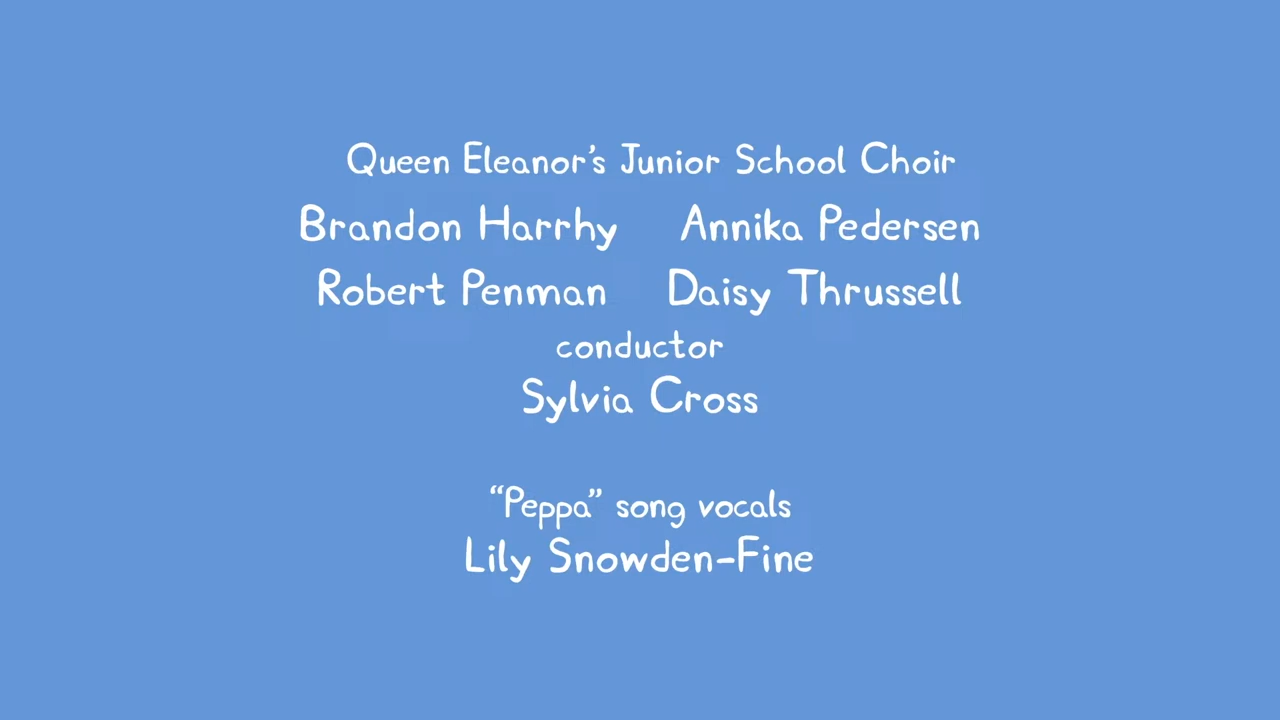 Queen Eleanor's Junior School Choir
Brandon Harrhy Annika Pedersen
Robert Penman Daisy Thrussell
conductor
Sylvia Cross
“Peppa” song vocals
Lily Snowden-Fine